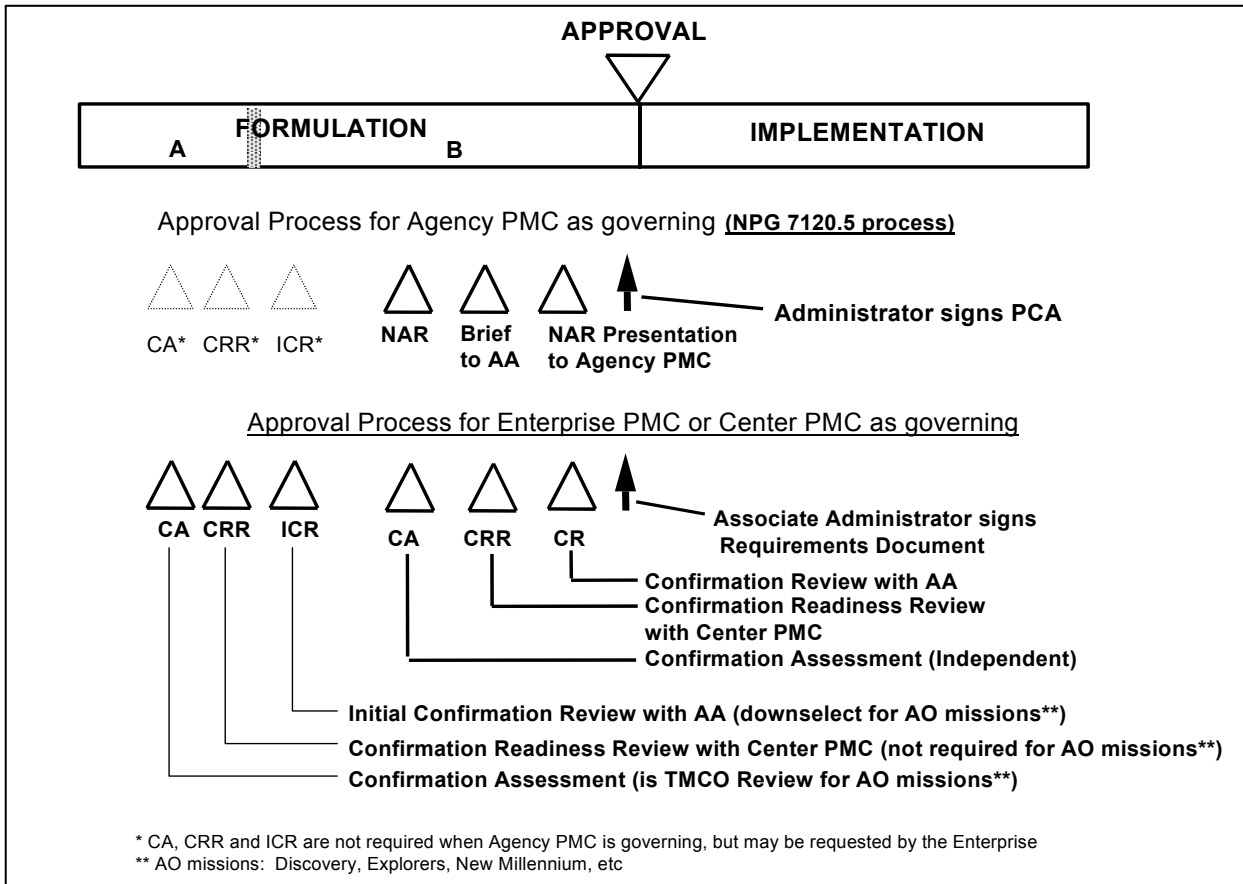 APPROVAL
FORMULATION
IMPLEMENTATION
A
B
Approval Process for Agency PMC as governing (NPG 7120.5 process)
Administrator signs PCA
CA* CRR* ICR*
NAR
Brief
to AA
NAR Presentation
to Agency PMC
Approval Process for Enterprise PMC or Center PMC as governing
CA CRR ICR
CA CRR CR
Associate Administrator signs
Requirements Document
Confirmation Review with AA
Confirmation Readiness Review
with Center PMC
Confirmation Assessment (Independent)
Initial Confirmation Review with AA (downselect for AO missions**)
Confirmation Readiness Review with Center PMC (not required for AO missions**)
Confirmation Assessment (is TMCO Review for AO missions**)
* CA, CRR and ICR are not required when Agency PMC is governing, but may be requested by the Enterprise
** AO missions: Discovery, Explorers, New Millennium, etc